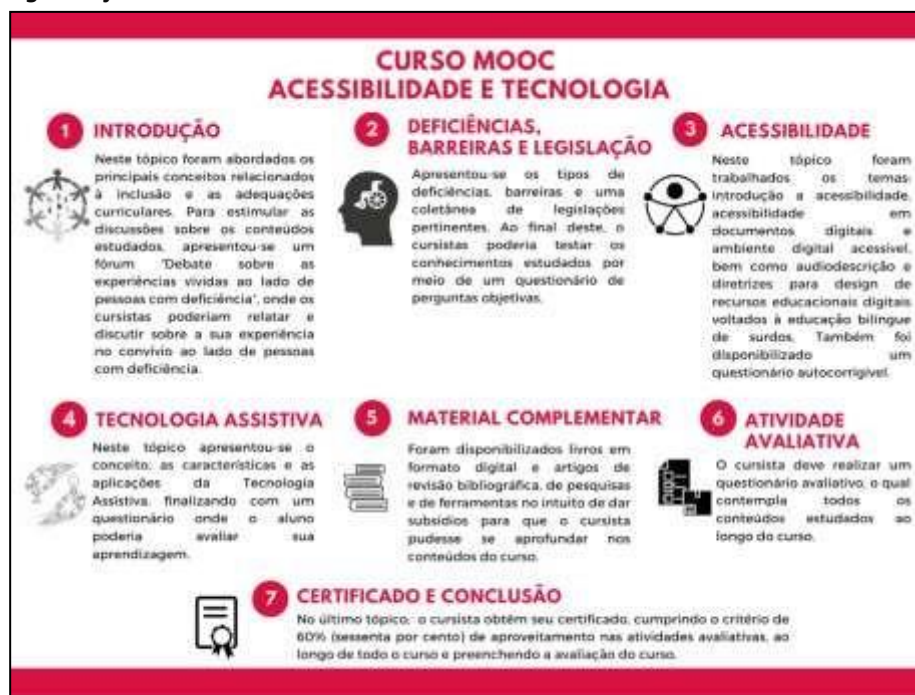 CURSO MOOC
ACESSIBILIDADE E TECNOLOGIA
1 INTRODUÇÃO
Neste tópico foram abordados os
principais conceitos relacionados
à inclusão e as adequações
curriculares. Para estimular as
discussões sobre os conteúdos
estudados, apresentou-se um
fórum "Debate sobre as
experiências vividas ao lado de
pessoas com deficiência", onde os
cursistas poderiam relatar e
discutir sobre a sua experiência
no convívio ao lado de pessoas
com deficiência.
2 DEFICIÊNCIAS,
BARREIRAS E LEGISLAÇÃO
Apresentou-se os tipos de
deficiências, barreiras e uma
coletânea de legislações
pertinentes. Ao final deste, o
cursistas poderia testar os
conhecimentos estudados por
meio de um questionário de
perguntas objetivas.
3 ACESSIBILIDADE
Neste tópico foram
trabalhados os temas:
introdução a acessibilidade,
acessibilidade em
documentos digitais e
ambiente digital acessível,
bem como audiodescrição e
diretrizes para design de
recursos educacionais digitais
voltados à educação bilíngue
de surdos. Também foi
disponibilizado um
questionário autocorrigível.
4 TECNOLOGIA ASSISTIVA
Neste tópico apresentou-se o
conceito, as características e as
aplicações da Tecnologia
Assistiva, finalizando com um
questionário onde o aluno
poderia avaliar sua
aprendizagem.
5 MATERIAL COMPLEMENTAR
Foram disponibilizados livros em
formato digital e artigos de
revisão bibliográfica, de pesquisas
e de ferramentas no intuito de dar
subsídios para que o cursista
pudesse se aprofundar nos
conteúdos do curso.
6 ATIVIDADE
AVALIATIVA
O cursista deve realizar um
questionário avaliativo, o qual
contempla todos os
conteúdos estudados ao
longo do curso.
7 CERTIFICADO E CONCLUSÃO
No último tópico, o cursista obtém seu certificado, cumprindo o critério de
60% (sessenta por cento) de aproveitamento nas atividades avaliativas, ao
longo de todo o curso e preenchendo a avaliação do curso.